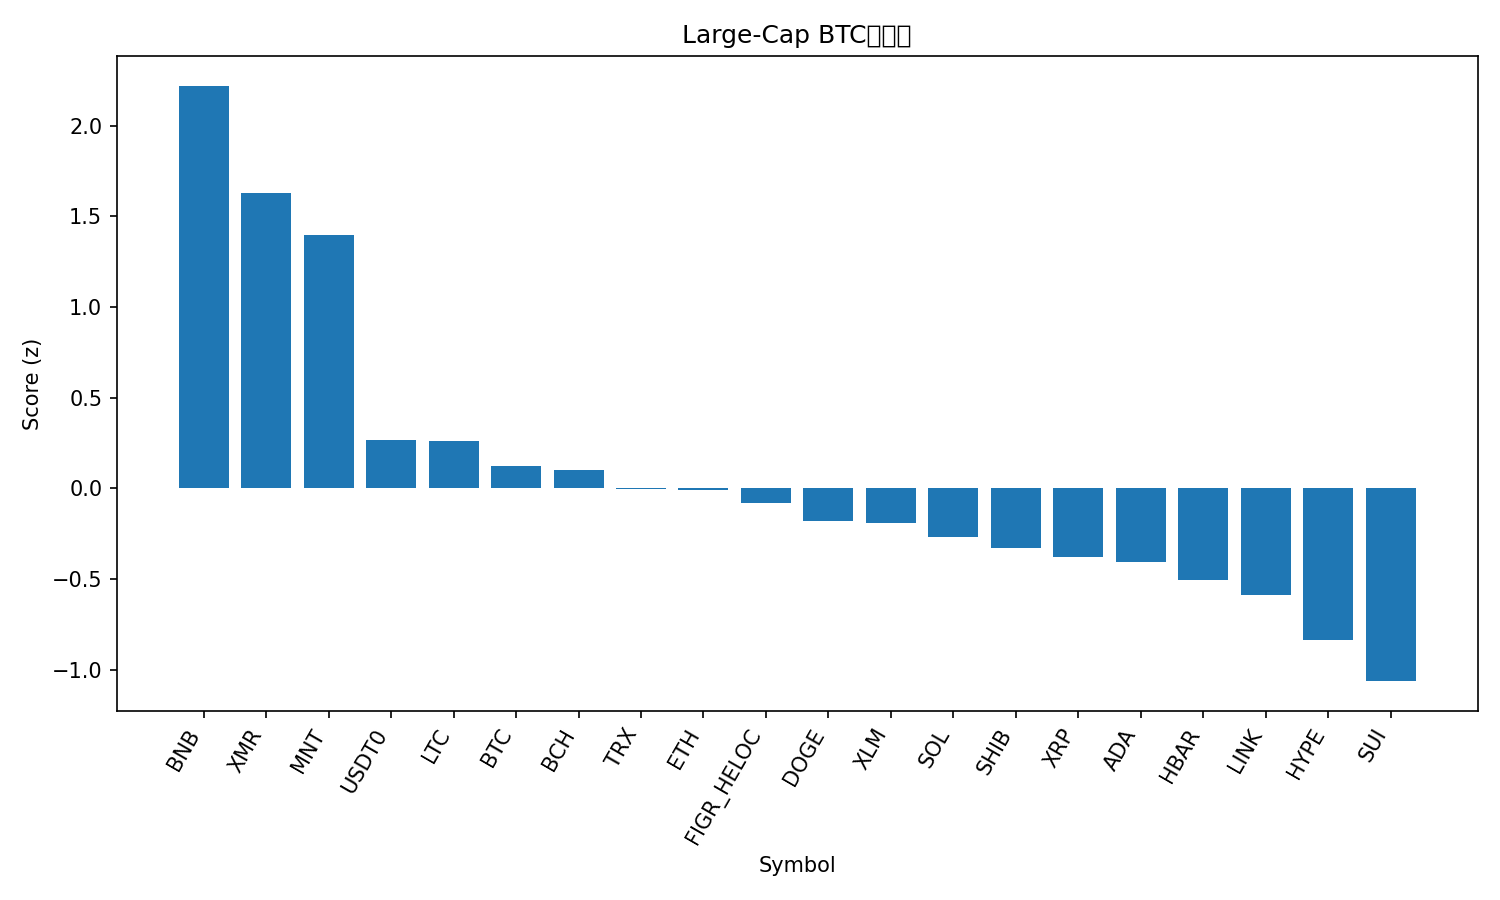 Large-Cap BTC
Score (z)
2.0
1.5
1.0
0.5
0.0
−0.5
−1.0
BNB
XMR
MNT
USDT0
LTC
BTC
BCH
TRX
ETH
FIGR_HELOC
DOGE
XLM
SOL
SHIB
XRP
ADA
HBAR
LINK
HYPE
SUI
Symbol